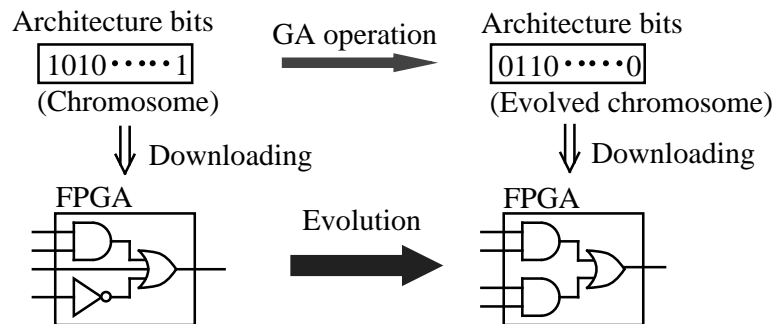 Architecture bits
1010·····1
(Chromosome)
Downloading
FPGA
GA operation
Evolution
Architecture bits
0110·····0
(Evolved chromosome)
Downloading
FPGA